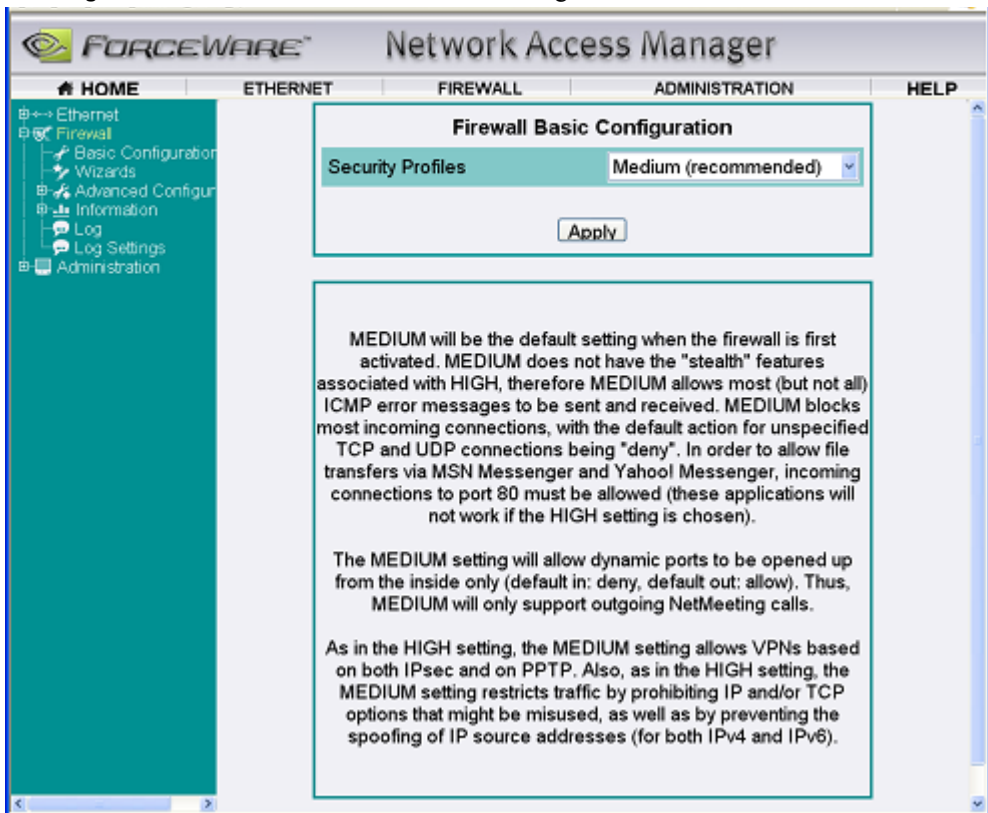 FORCEWARE™ Network Access Manager
HOME ETHERNET FIREWALL ADMINISTRATION HELP
Ethernet
Firewall
Basic Configuration
Wizards
Advanced Configur
Information
Log
Log Settings
Administration
Firewall Basic Configuration
Security Profiles Medium (recommended)
Apply
MEDIUM will be the default setting when the firewall is first
activated. MEDIUM does not have the "stealth" features
associated with HIGH, therefore MEDIUM allows most (but not all)
ICMP error messages to be sent and received. MEDIUM blocks
most incoming connections, with the default action for unspecified
TCP and UDP connections being "deny". In order to allow file
transfers via MSN Messenger and Yahoo! Messenger, incoming
connections to port 80 must be allowed (these applications will
not work if the HIGH setting is chosen).
The MEDIUM setting will allow dynamic ports to be opened up
from the inside only (default in: deny, default out: allow). Thus,
MEDIUM will only support outgoing NetMeeting calls.
As in the HIGH setting, the MEDIUM setting allows VPNs based
on both IPsec and on PPTP. Also, as in the HIGH setting, the
MEDIUM setting restricts traffic by prohibiting IP and/or TCP
options that might be misused, as well as by preventing the
spoofing of IP source addresses (for both IPv4 and IPv6).